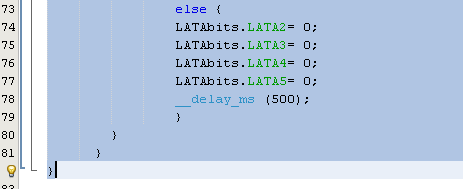 73 else {
74 LATAbits.LATA2= 0;
75 LATAbits.LATA3= 0;
76 LATAbits.LATA4= 0;
77 LATAbits.LATA5= 0;
78 __delay_ms (500);
79 }
80 }
81 }
}